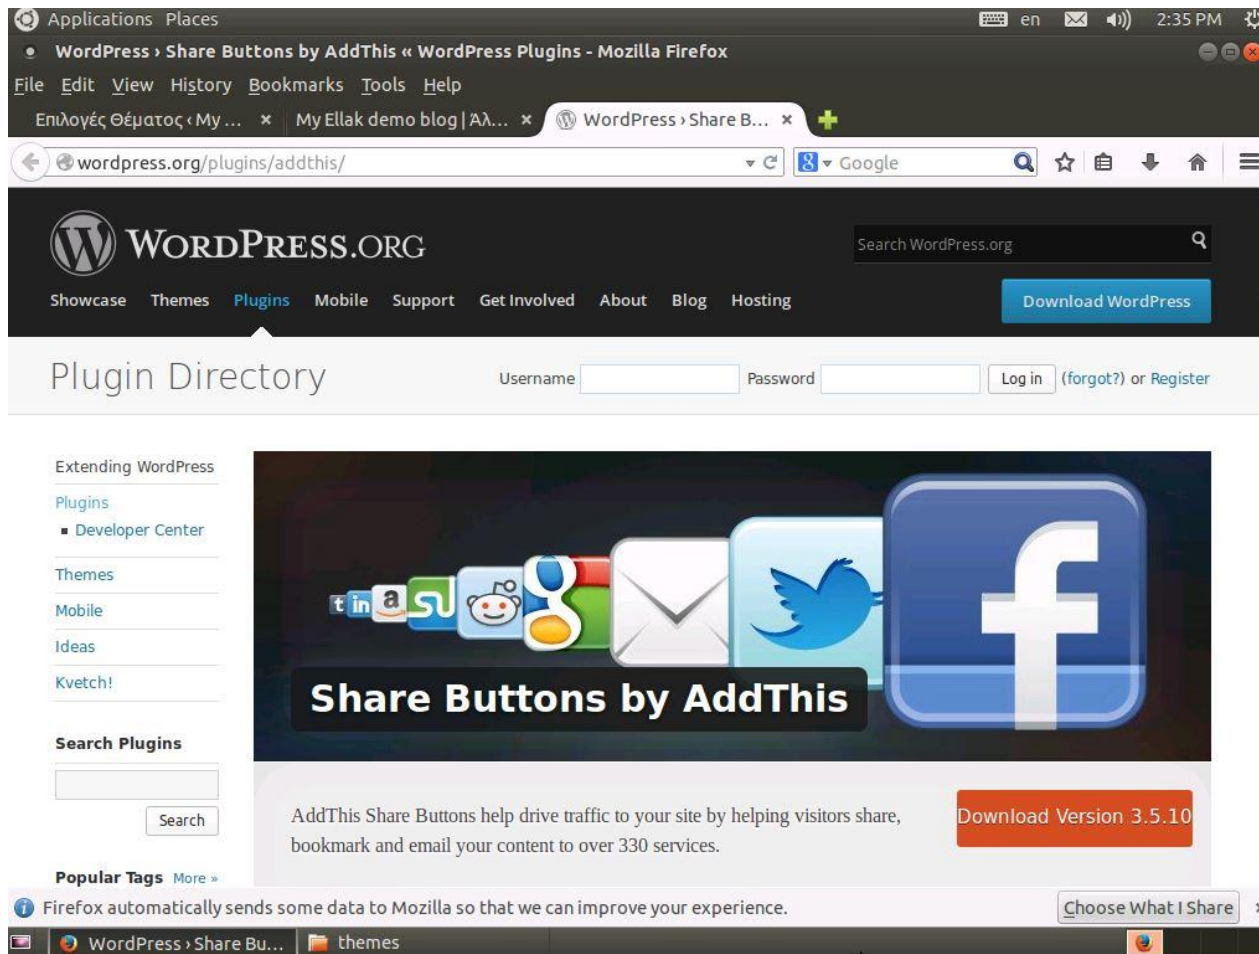 Applications Places en 2:35 PM
WordPress › Share Buttons by AddThis « WordPress Plugins - Mozilla Firefox
File Edit View History Bookmarks Tools Help
Επιλογές Θέματος ‹ My ... × My Ellak demo blog | Άλ... × WordPress › Share B... ×
wordpress.org/plugins/addthis/ Google
WORDPRESS.ORG
Search WordPress.org
Showcase Themes Plugins Mobile Support Get Involved About Blog Hosting
Download WordPress
Plugin Directory
Username Password Log in (forgot?) or Register
Extending WordPress
Plugins
Developer Center
Themes
Mobile
Ideas
Kvetch!
Search Plugins
Search
Popular Tags More »
t in a su g f
Share Buttons by AddThis
AddThis Share Buttons help drive traffic to your site by helping visitors share,
bookmark and email your content to over 330 services.
Download Version 3.5.10
Firefox automatically sends some data to Mozilla so that we can improve your experience. Choose What I Share ×
WordPress › Share Bu... themes